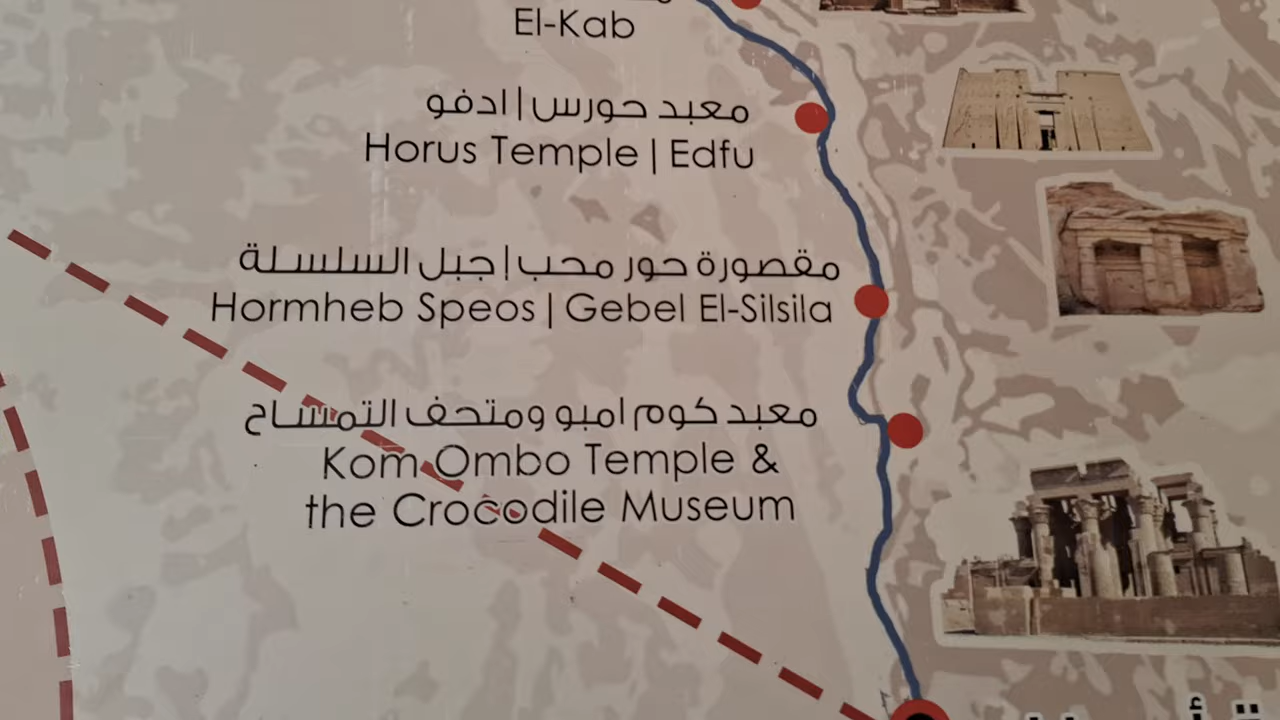 El-Kab
معبد حورس | ادفو
Horus Temple | Edfu
مقصورة حور محب | جبل السلسلة
Hormheb Speos | Gebel El-Silsila
معبد كوم امبو ومتحف التمساح
Kom Ombo Temple &
the Crocodile Museum